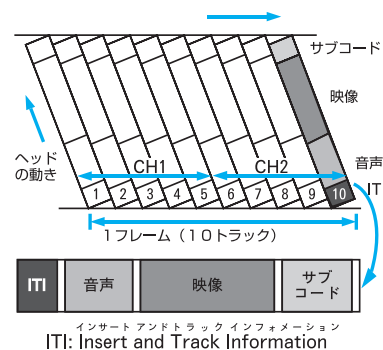 サブコード
映像
ヘッド
の動き
CH1
CH2
音声
ITI
1 2 3 4 5 6 7 8 9 10
1フレーム（10トラック）
ITI
音声
映像
サブ
コード
インサート アンド トラック インフォメーション
ITI: Insert and Track Information